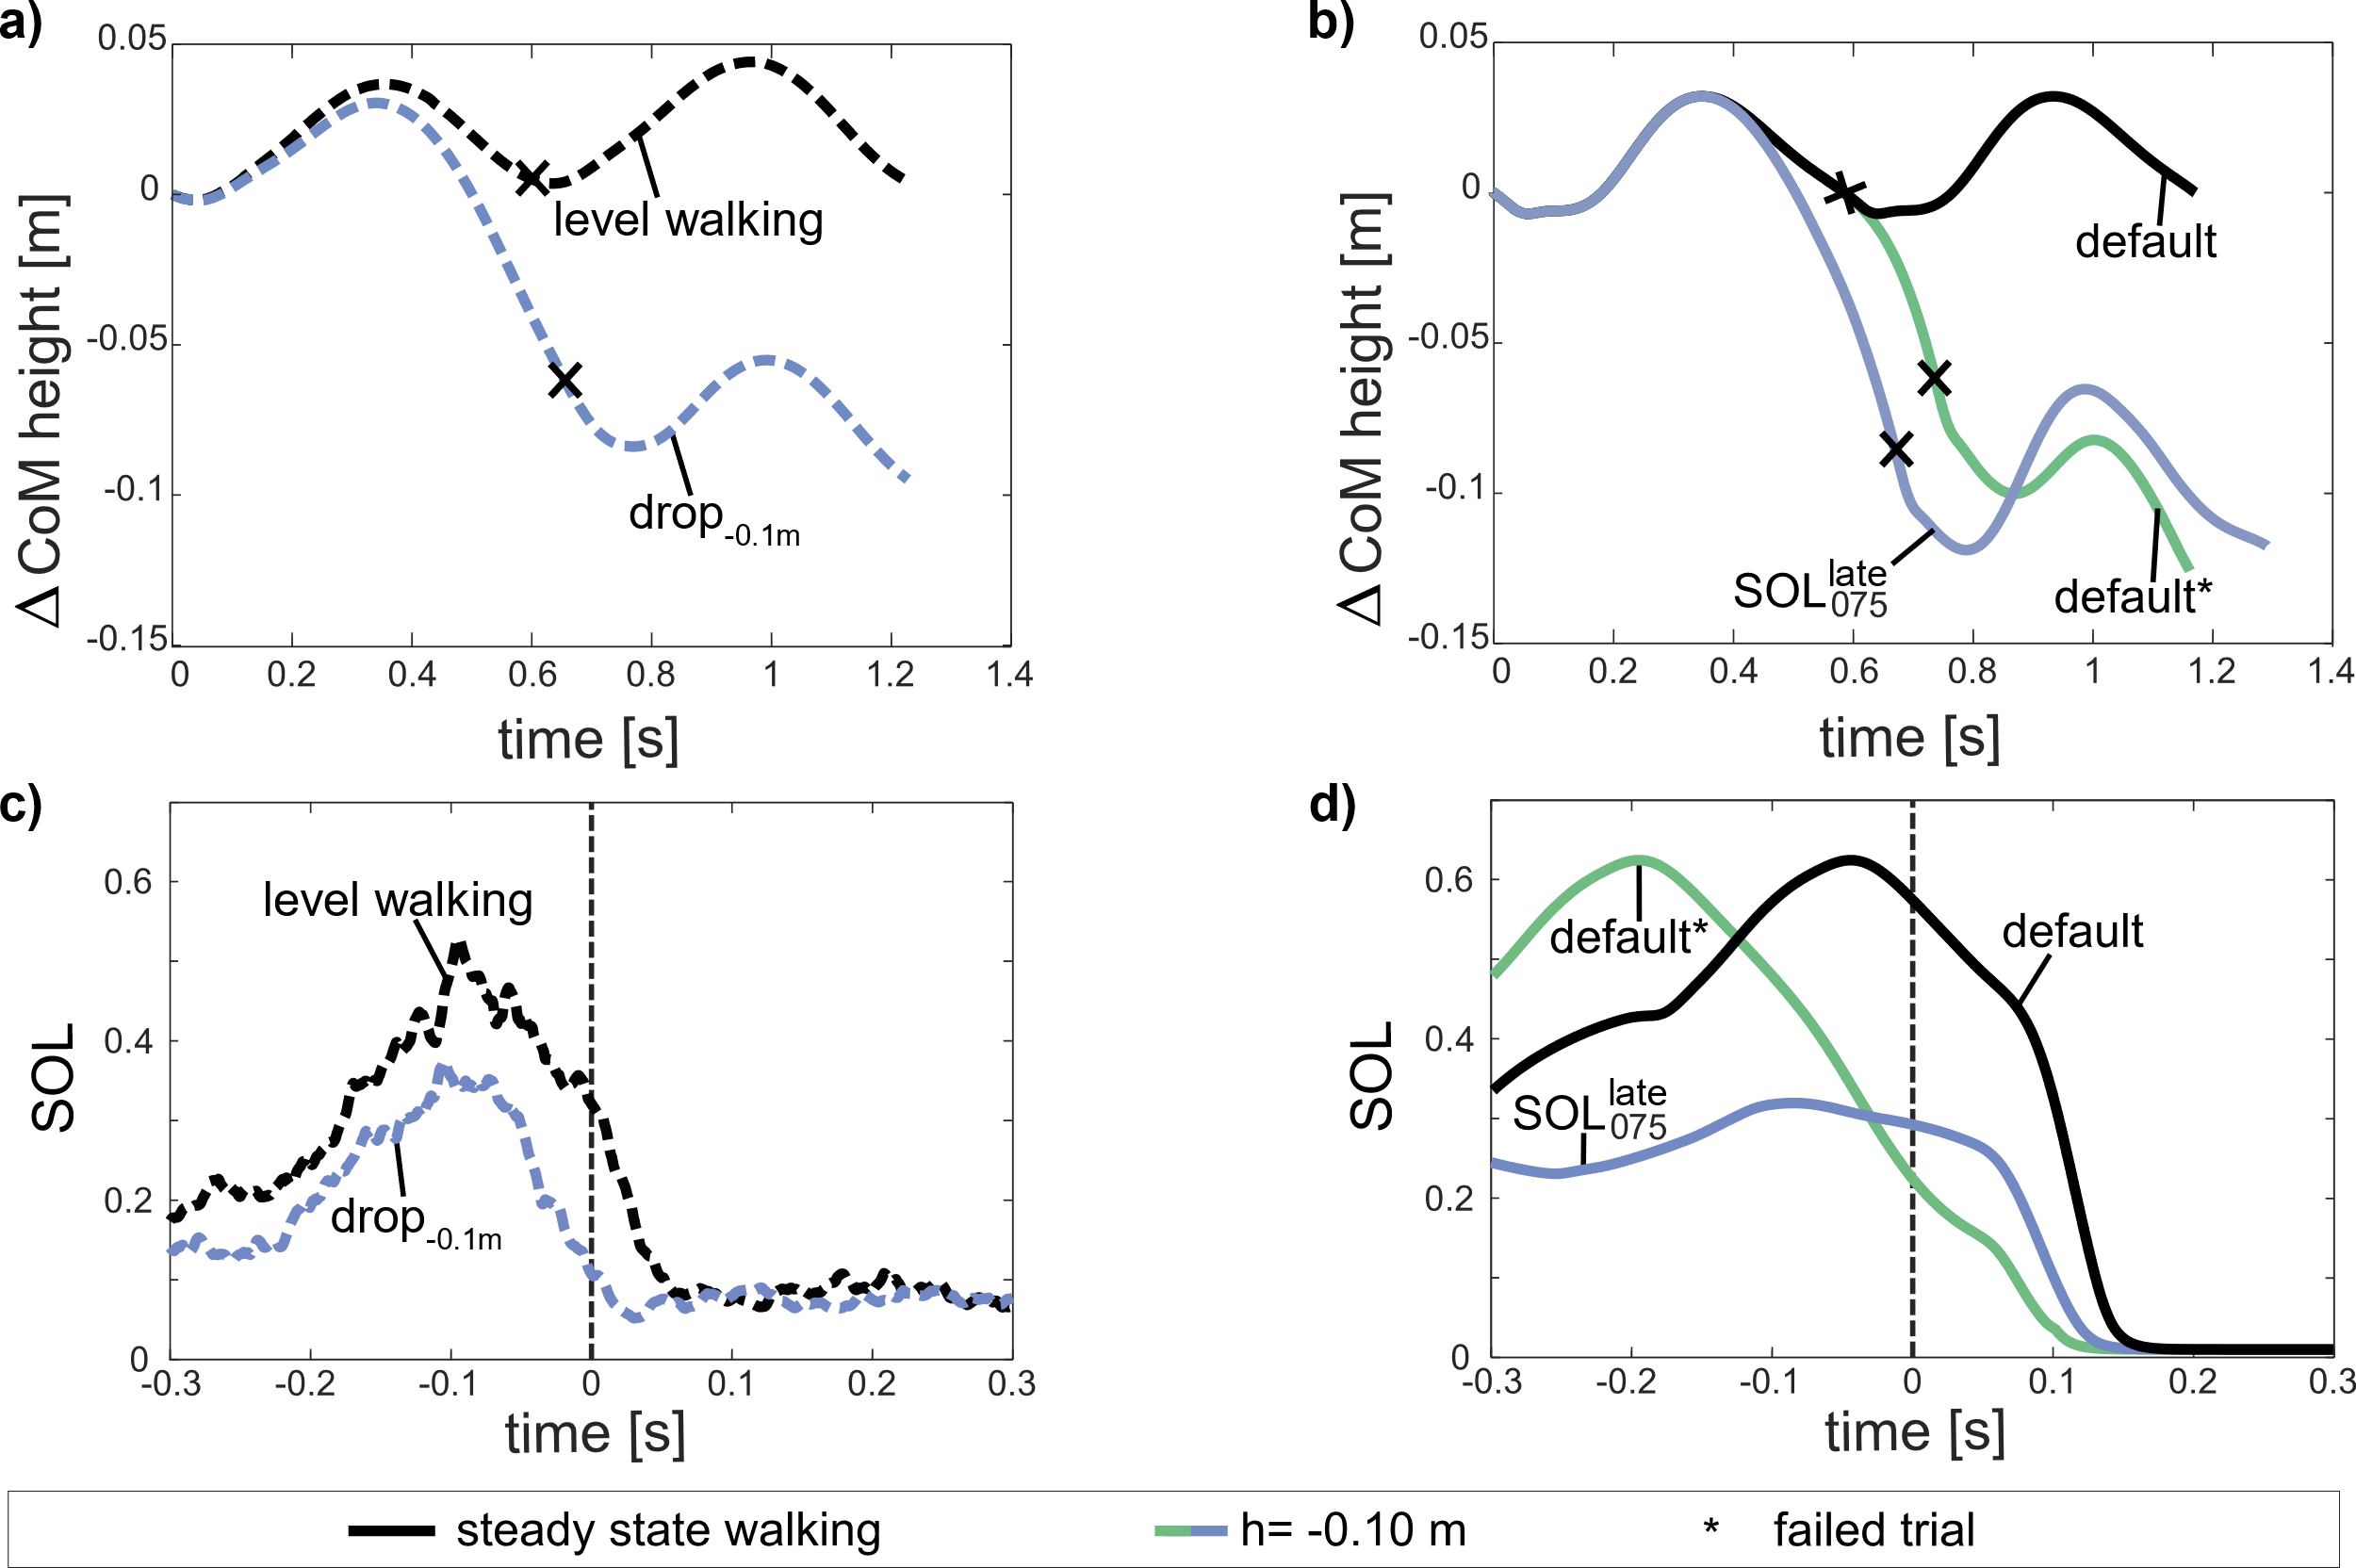 a)
0.05
0
-0.05
-0.1
-0.15
Δ CoM height [m]
level walking
drop-0.1m
0 0.2 0.4 0.6 0.8 1 1.2 1.4
time [s]
b)
0.05
0
-0.05
-0.1
-0.15
Δ CoM height [m]
default
SOL late 075
default*
0 0.2 0.4 0.6 0.8 1 1.2 1.4
time [s]
c)
0.6
0.4
0.2
0
SOL
level walking
drop-0.1m
-0.3 -0.2 -0.1 0 0.1 0.2 0.3
time [s]
d)
0.6
0.4
0.2
0
SOL
default*
default
SOL late 075
-0.3 -0.2 -0.1 0 0.1 0.2 0.3
time [s]
steady state walking h= -0.10 m * failed trial